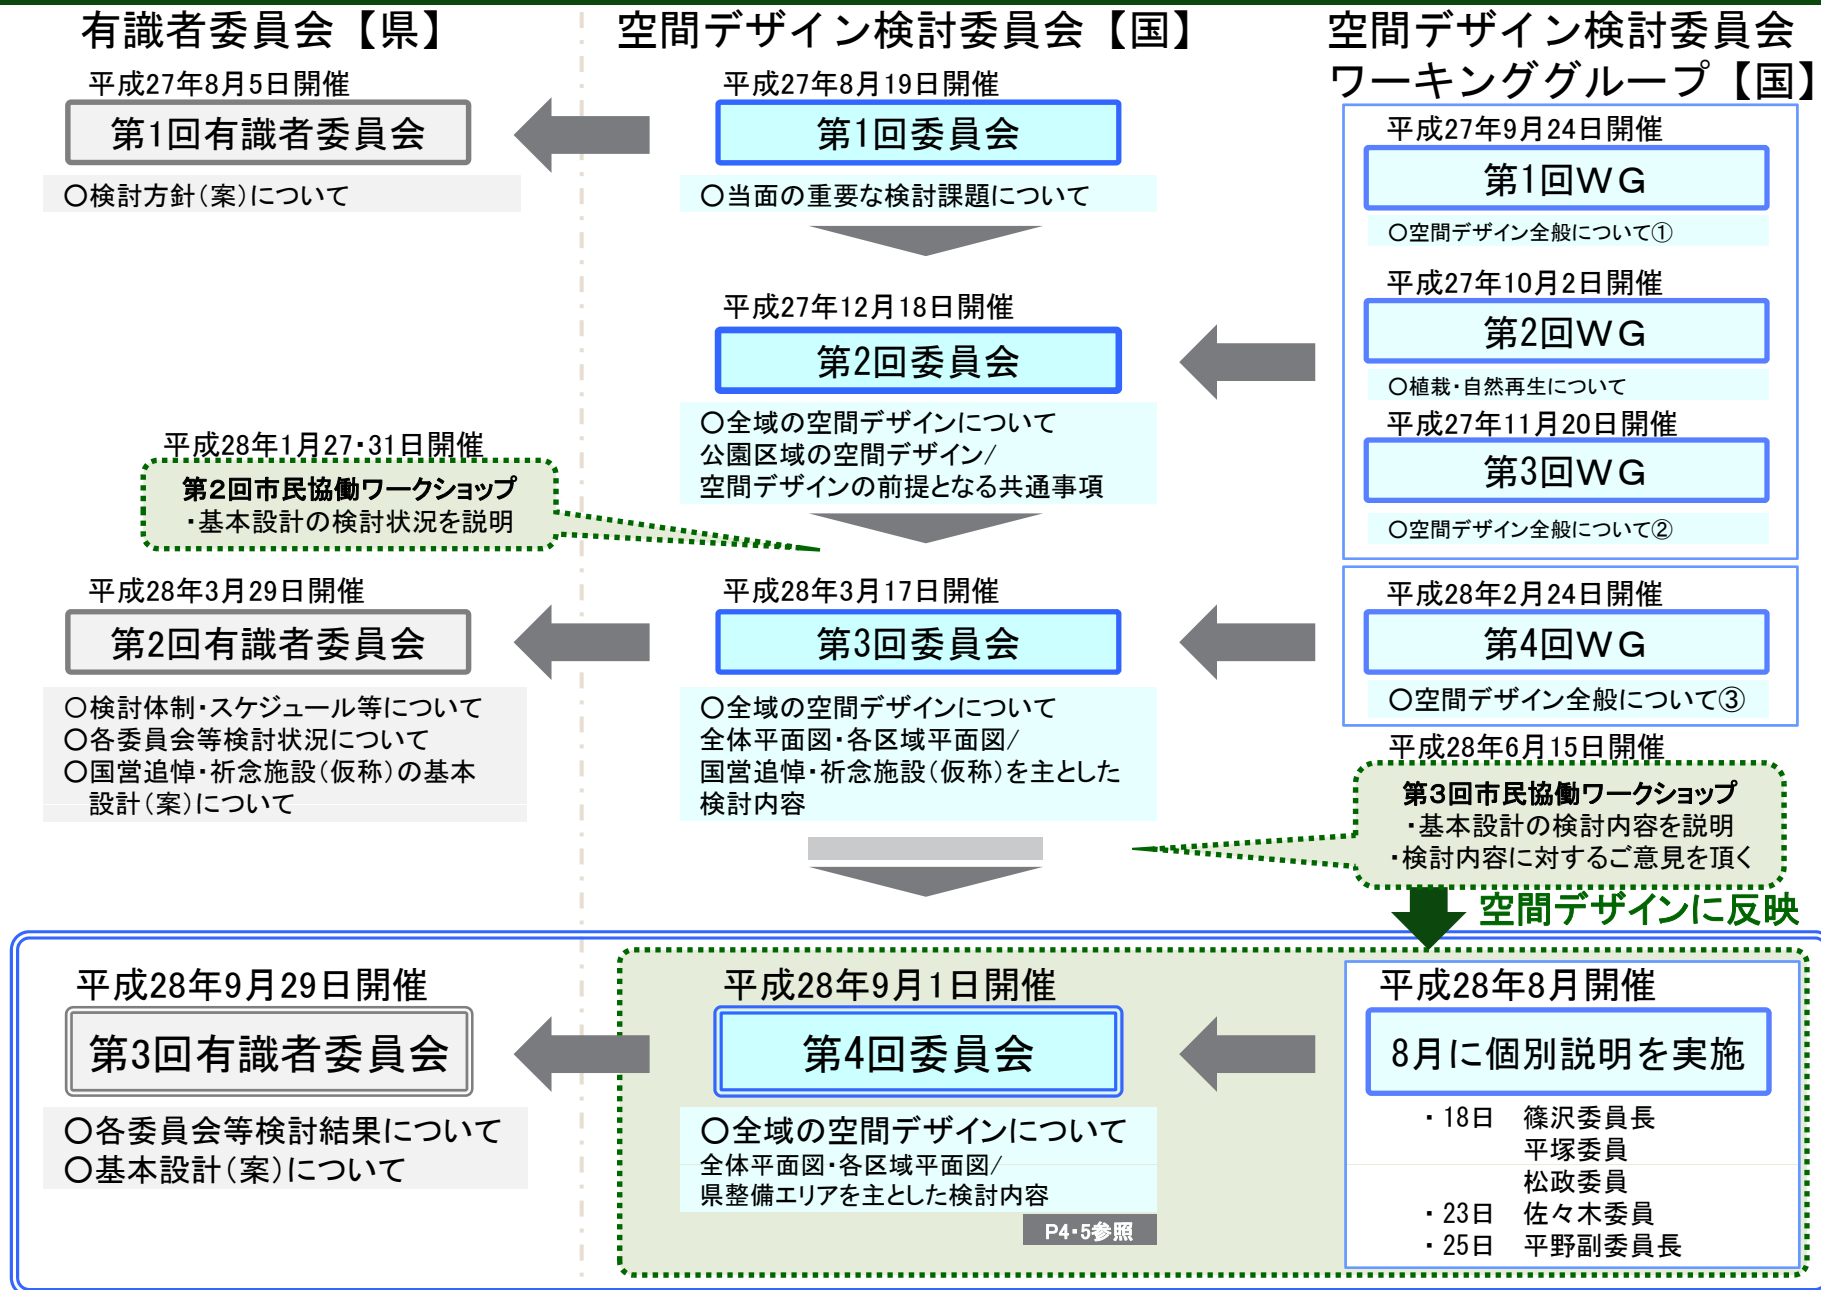 有識者委員会【県】
平成27年8月5日開催
第1回有識者委員会
〇検討方針（案）について
平成28年1月27・31日開催
第2回市民協働ワークショップ
・基本設計の検討状況を説明
平成28年3月29日開催
第2回有識者委員会
〇検討体制・スケジュール等について
〇各委員会等検討状況について
〇国営追悼・祈念施設（仮称）の基本
設計（案）について
平成28年9月29日開催
第3回有識者委員会
〇各委員会等検討結果について
〇基本設計（案）について
空間デザイン検討委員会【国】
平成27年8月19日開催
第1回委員会
〇当面の重要な検討課題について
平成27年12月18日開催
第2回委員会
〇全域の空間デザインについて
公園区域の空間デザイン/
空間デザインの前提となる共通事項
平成28年3月17日開催
第3回委員会
〇全域の空間デザインについて
全体平面図・各区域平面図/
国営追悼・祈念施設（仮称）を主とした
検討内容
平成28年9月1日開催
第4回委員会
〇全域の空間デザインについて
全体平面図・各区域平面図/
県整備エリアを主とした検討内容
P4・5参照
空間デザイン検討委員会
ワーキンググループ【国】
平成27年9月24日開催
第1回WG
〇空間デザイン全般について①
平成27年10月2日開催
第2回WG
〇植栽・自然再生について
平成27年11月20日開催
第3回WG
〇空間デザイン全般について②
平成28年2月24日開催
第4回WG
〇空間デザイン全般について③
平成28年6月15日開催
第3回市民協働ワークショップ
・基本設計の検討内容を説明
・検討内容に対するご意見を頂く
空間デザインに反映
平成28年8月開催
8月に個別説明を実施
・18日 篠沢委員長
平塚委員
松政委員
・23日 佐々木委員
・25日 平野副委員長